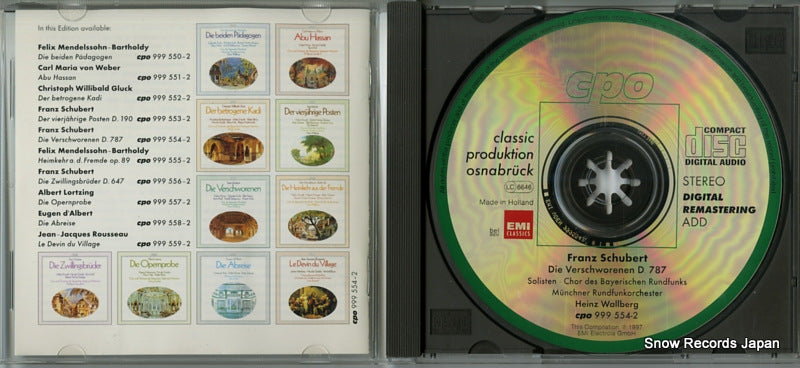 In this Edition available:
Felix Mendelssohn-Bartholdy
Die beiden Pädagogen cpo 999 550-2
Carl Maria von Weber
Abu Hassan cpo 999 551-2
Christoph Willibald Gluck
Der betrogene Kadi cpo 999 552-2
Franz Schubert
Der vierjährige Posten D. 190 cpo 999 553-2
Franz Schubert
Die Verschworenen D. 787 cpo 999 554-2
Felix Mendelssohn-Bartholdy
Heimkehr a. d. Fremde op. 89 cpo 999 555-2
Franz Schubert
Die Zwillingsbrüder D. 647 cpo 999 556-2
Albert Lortzing
Die Opernprobe cpo 999 557-2
Eugen d'Albert
Die Abreise cpo 999 558-2
Jean-Jacques Rousseau
Le Devin du Village cpo 999 559-2
Die beiden Pädagogen
Abu Hassan
Der betrogene Kadi
Der vierjährige Posten
Die Verschworenen
Die Heimkehr aus der Fremde
Die Zwillingsbrüder
Die Opernprobe
Die Abreise
Le Devin du Village
cpo 999 554-2
cpo
classic
produktion
osnabrück
LC 6646
Made in Holland
EMI
CLASSICS
COMPACT
disc
DIGITAL AUDIO
STEREO
DIGITAL
REMASTERING
ADD
Franz Schubert
Die Verschworenen D. 787
Solisten · Chor des Bayerischen Rundfunks
Münchner Rundfunkorchester
Heinz Wallberg
cpo 999 554-2
This Compilation ℗ 1997
EMI Electrola GmbH
Snow Records Japan